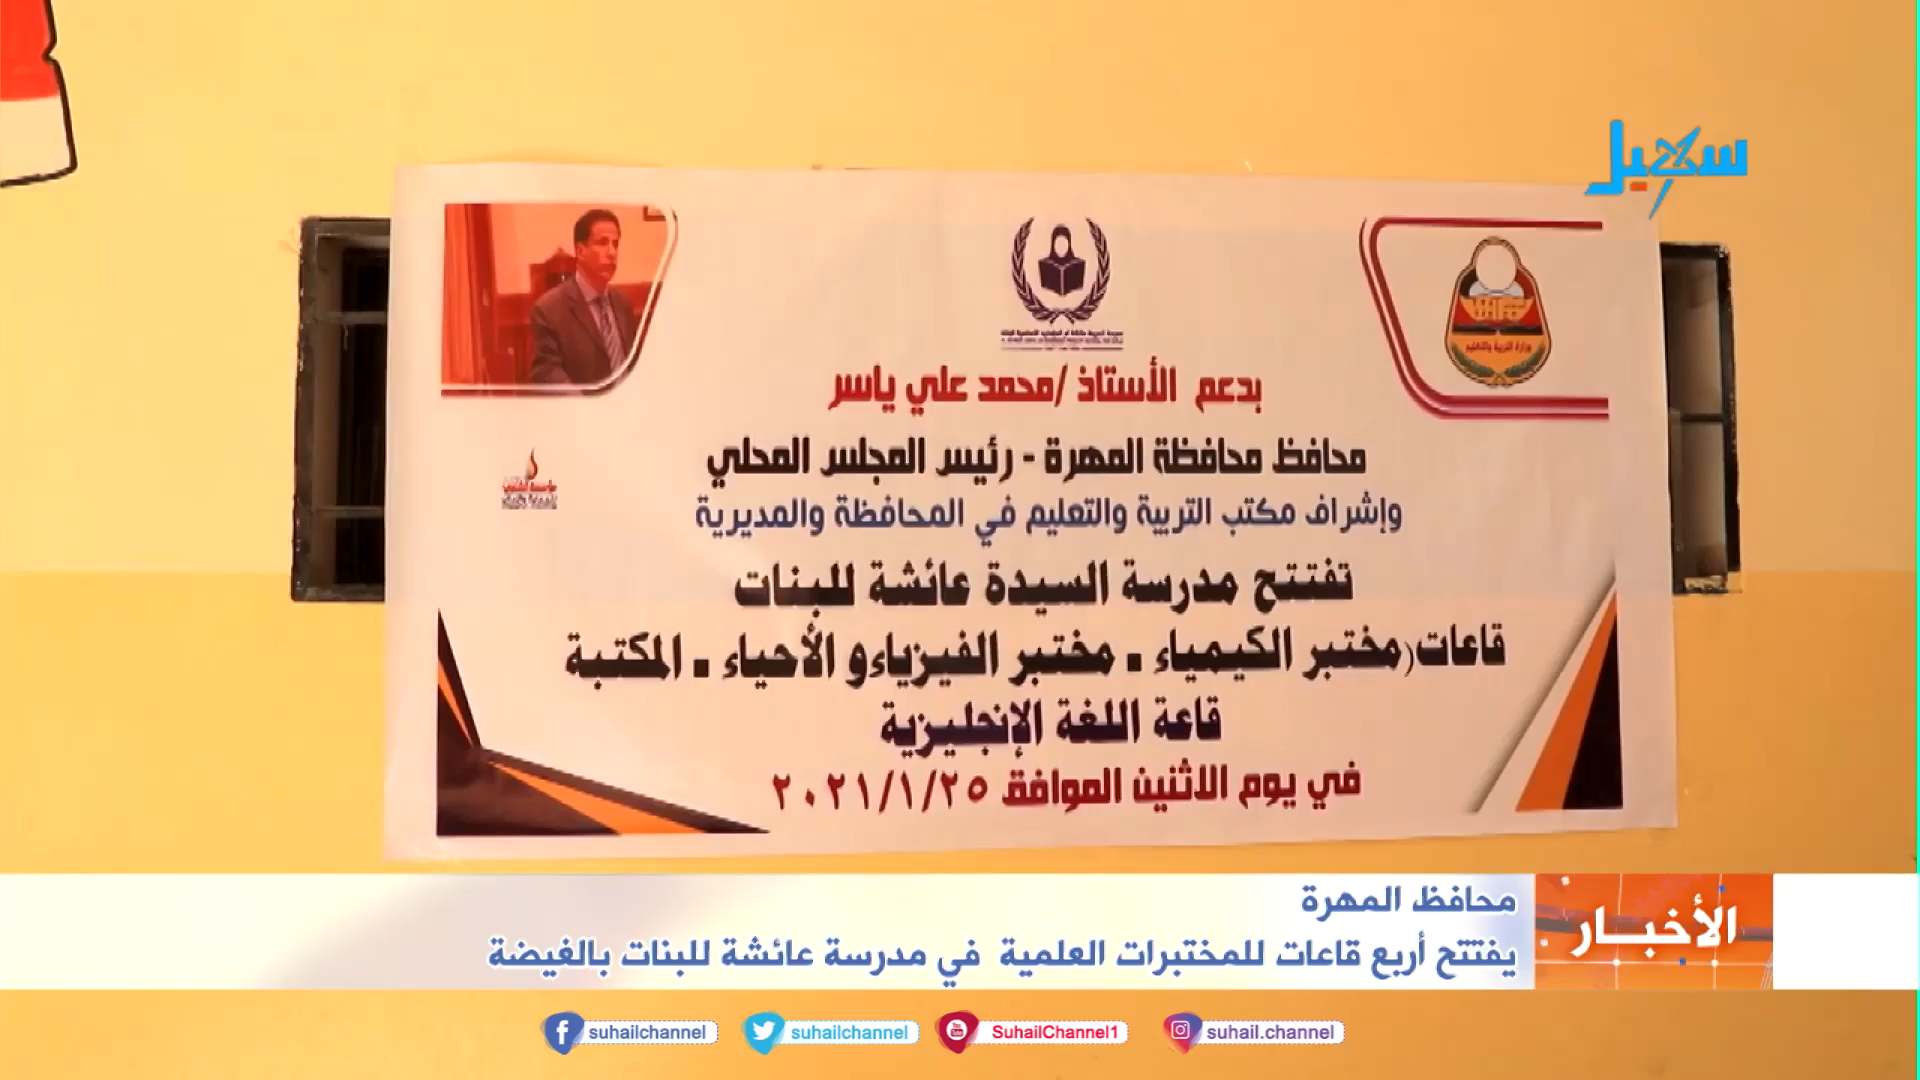 سهيل
وزارة التربية والتعليم
بدعم الأستاذ /محمد علي ياسر
محافظ محافظة المهرة - رئيس المجلس المحلي
وإشراف مكتب التربية والتعليم في المحافظة والمديرية
تفتتح مدرسة السيدة عائشة للبنات
قاعات(مختبر الكيمياء - مختبر الفيزياءو الأحياء - المكتبة
قاعة اللغة الإنجليزية
في يوم الاثنين الموافق ٢٠٢١/١/٢٥
الأخبار
محافظ المهرة
يفتتح أربع قاعات للمختبرات العلمية في مدرسة عائشة للبنات بالغيضة
suhailchannel
suhailchannel
SuhailChannel1
suhail.channel